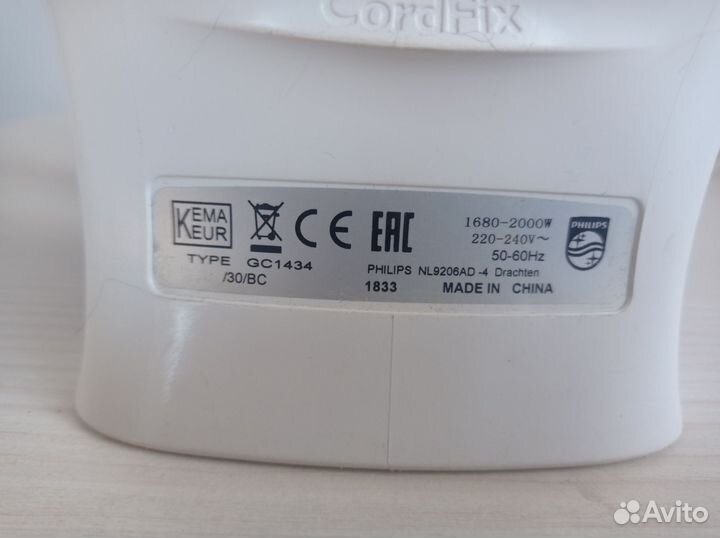 CordFix
KEMA
KEUR
CE
EAC
1680-2000W
220-240V~
50-60Hz
PHILIPS
TYPE GC1434
/30/BC
PHILIPS NL9206AD -4 Drachten
1833 MADE IN CHINA
Avito